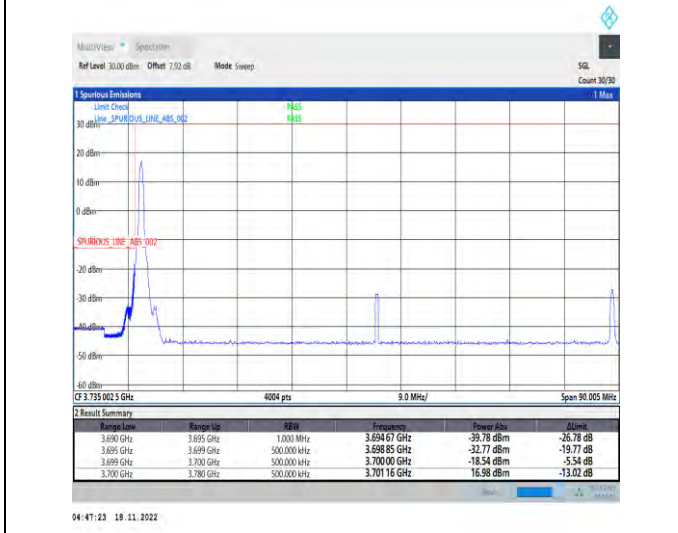 MultiView Spectrum
Ref Level 30.00 dBm Offset 7.92 dB Mode Sweep SGL
Count 30/30
1 Spurious Emissions 1 Max
Limit Check PASS
Line _SPURIOUS_LINE_ABS_002 PASS
30 dBm
20 dBm
10 dBm
0 dBm
_SPURIOUS_LINE_ABS_002
-20 dBm
-30 dBm
-40 dBm
-50 dBm
-60 dBm
CF 3.735 002 5 GHz 4004 pts 9.0 MHz/ Span 90.005 MHz
2 Result Summary
Range Low Range Up RBW Frequency Power Abs ΔLimit
3.690 GHz 3.695 GHz 1.000 MHz 3.694 67 GHz -39.78 dBm -26.78 dB
3.695 GHz 3.699 GHz 500.000 kHz 3.698 85 GHz -32.77 dBm -19.77 dB
3.699 GHz 3.700 GHz 500.000 kHz 3.700 00 GHz -18.54 dBm -5.54 dB
3.700 GHz 3.780 GHz 500.000 kHz 3.701 16 GHz 16.98 dBm -13.02 dB
04:47:23 18.11.2022